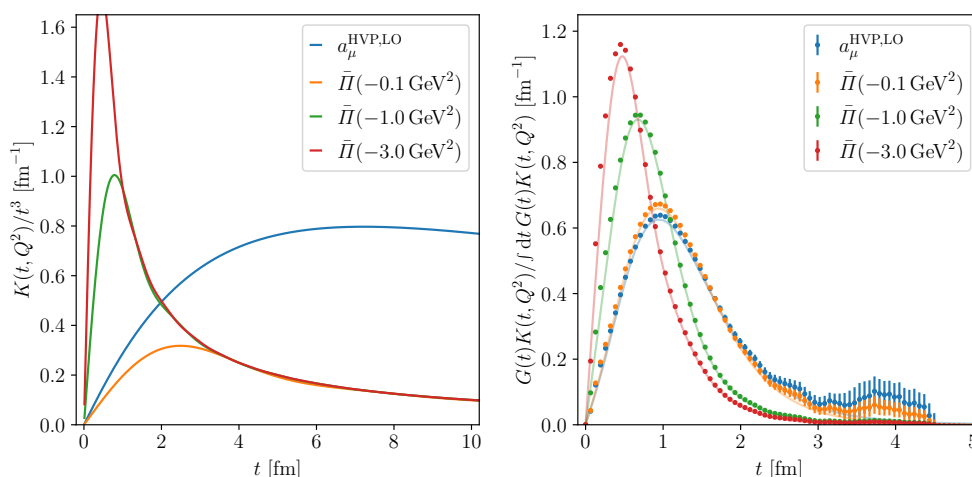 K(t, Q²)/t³ [fm⁻¹]
1.6
1.4
1.2
1.0
0.8
0.6
0.4
0.2
0.0
0 2 4 6 8 10
t [fm]
a_μ^{HVP,LO}
Π̄(−0.1 GeV²)
Π̄(−1.0 GeV²)
Π̄(−3.0 GeV²)
G(t)K(t, Q²)/∫ dt G(t)K(t, Q²) [fm⁻¹]
1.2
1.0
0.8
0.6
0.4
0.2
0.0
0 1 2 3 4 5
t [fm]
a_μ^{HVP,LO}
Π̄(−0.1 GeV²)
Π̄(−1.0 GeV²)
Π̄(−3.0 GeV²)